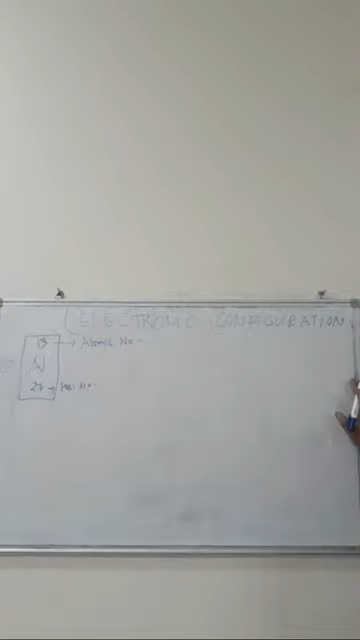 ELECTRONIC CONFIGURATION
13 → Atomic No -
Al
27 → Mass No.